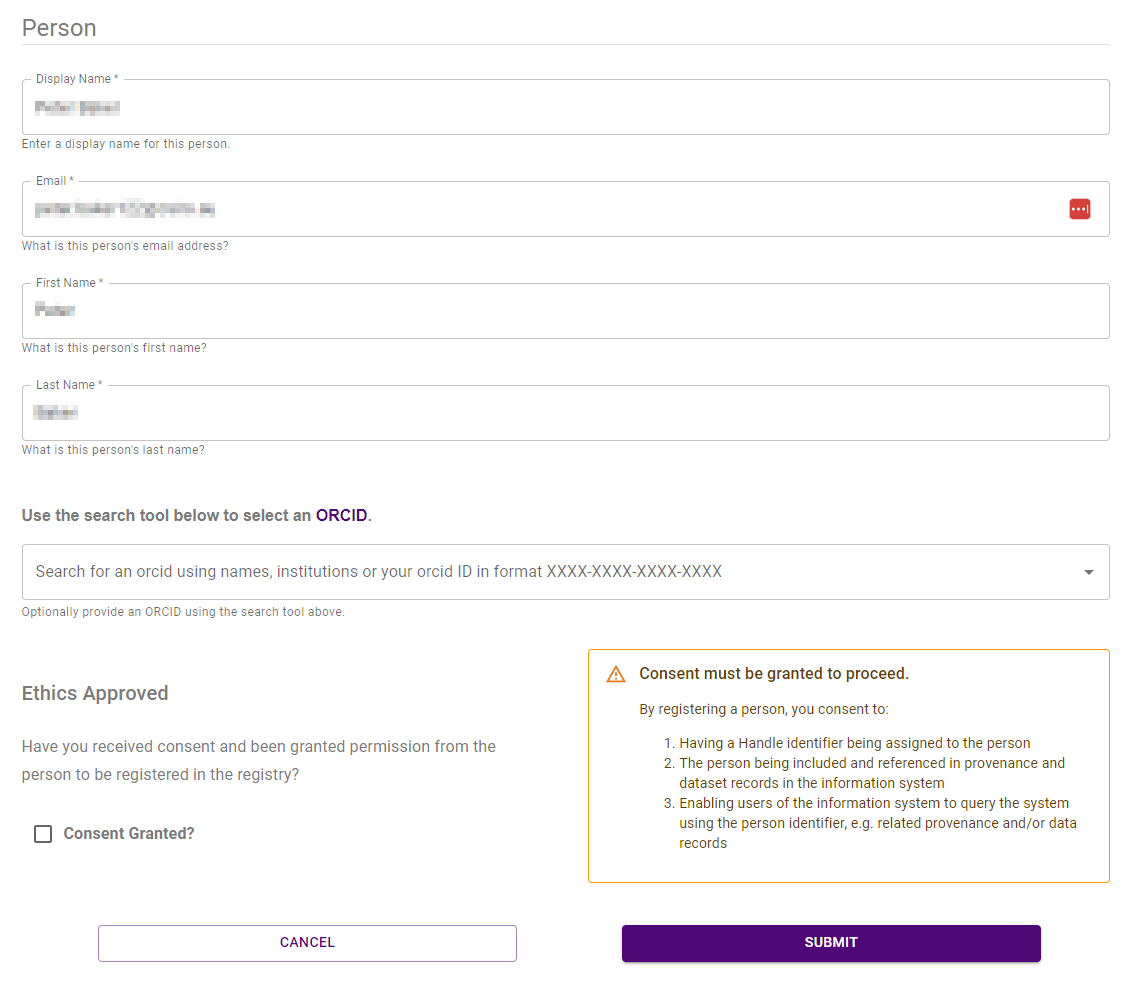 Person
Display Name *
Enter a display name for this person.
Email *
What is this person's email address?
First Name *
What is this person's first name?
Last Name *
What is this person's last name?
Use the search tool below to select an ORCID.
Search for an orcid using names, institutions or your orcid ID in format XXXX-XXXX-XXXX-XXXX
Optionally provide an ORCID using the search tool above.
Ethics Approved
Have you received consent and been granted permission from the
person to be registered in the registry?
Consent Granted?
Consent must be granted to proceed.
By registering a person, you consent to:
1. Having a Handle identifier being assigned to the person
2. The person being included and referenced in provenance and
dataset records in the information system
3. Enabling users of the information system to query the system
using the person identifier, e.g. related provenance and/or data
records
CANCEL
SUBMIT